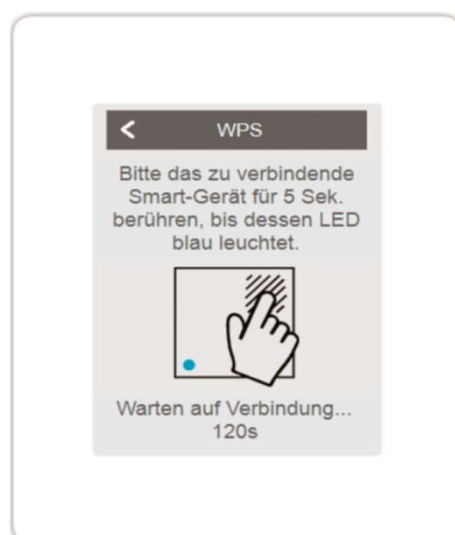 WPS
Bitte das zu verbindende
Smart-Gerät für 5 Sek.
berühren, bis dessen LED
blau leuchtet.
Warten auf Verbindung...
120s